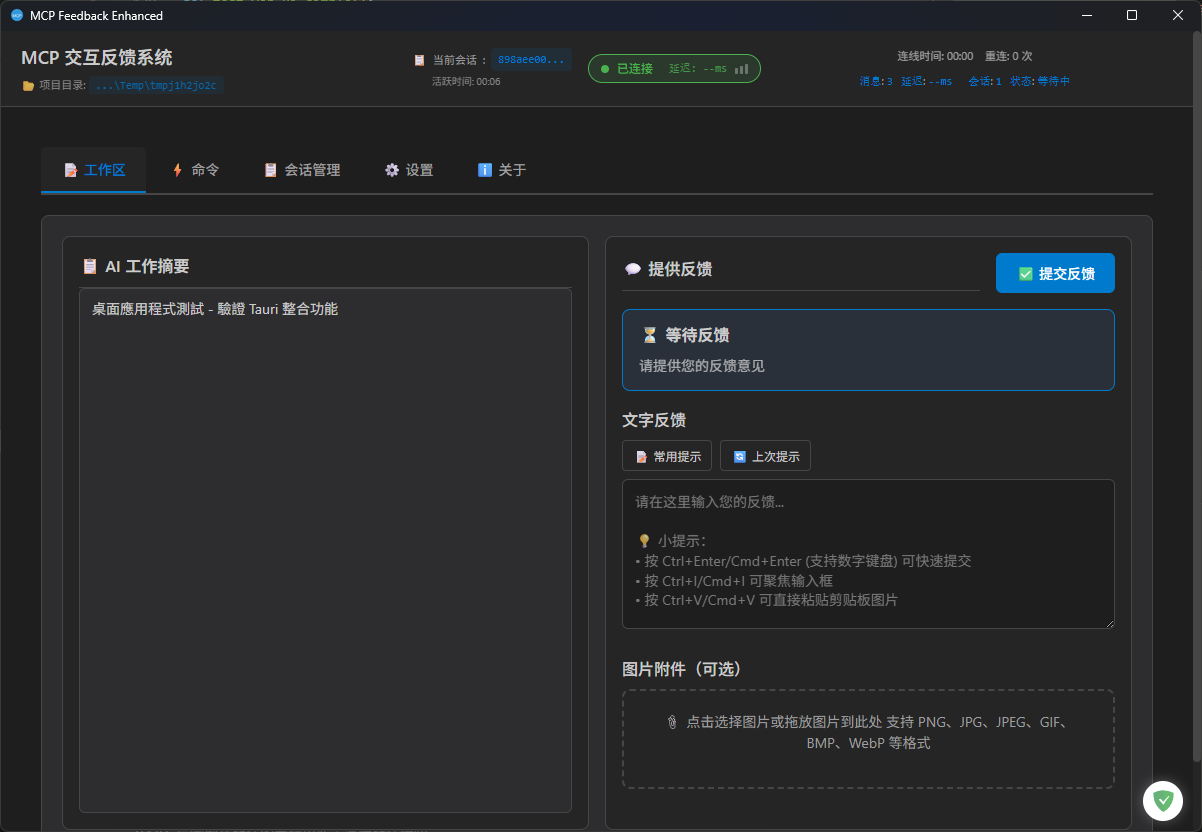 MCP Feedback Enhanced
MCP 交互反馈系统
项目目录: ...\Temp\tmpj1h2jo2c
当前会话 : 898aee00...
活跃时间: 00:06
已连接 延迟: --ms
连线时间: 00:00 重连: 0 次
消息: 3 延迟: --ms 会话: 1 状态: 等待中
工作区
命令
会话管理
设置
关于
AI 工作摘要
桌面應用程式測試 - 驗證 Tauri 整合功能
提供反馈
提交反馈
等待反馈
请提供您的反馈意见
文字反馈
常用提示
上次提示
请在这里输入您的反馈...
小提示:
• 按 Ctrl+Enter/Cmd+Enter (支持数字键盘) 可快速提交
• 按 Ctrl+I/Cmd+I 可聚焦输入框
• 按 Ctrl+V/Cmd+V 可直接粘贴剪贴板图片
图片附件（可选）
点击选择图片或拖放图片到此处 支持 PNG、JPG、JPEG、GIF、
BMP、WebP 等格式